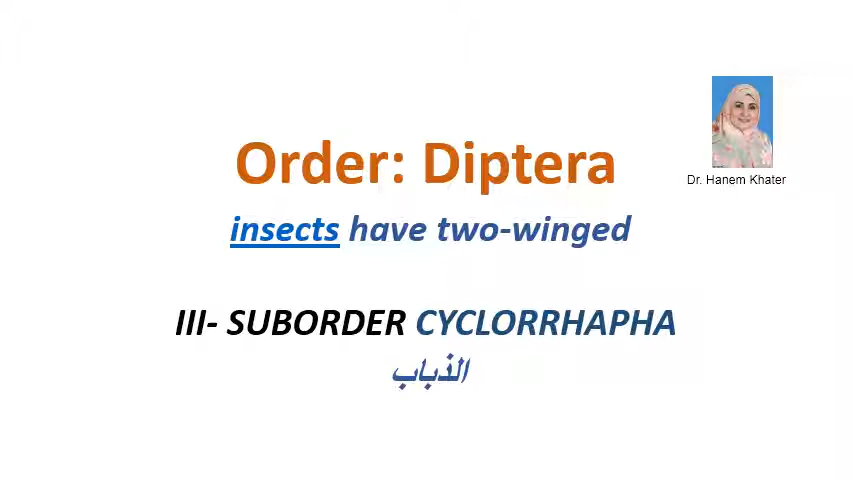 Order: Diptera
Dr. Hanem Khater
insects have two-winged
III- SUBORDER CYCLORRHAPHA
الذباب